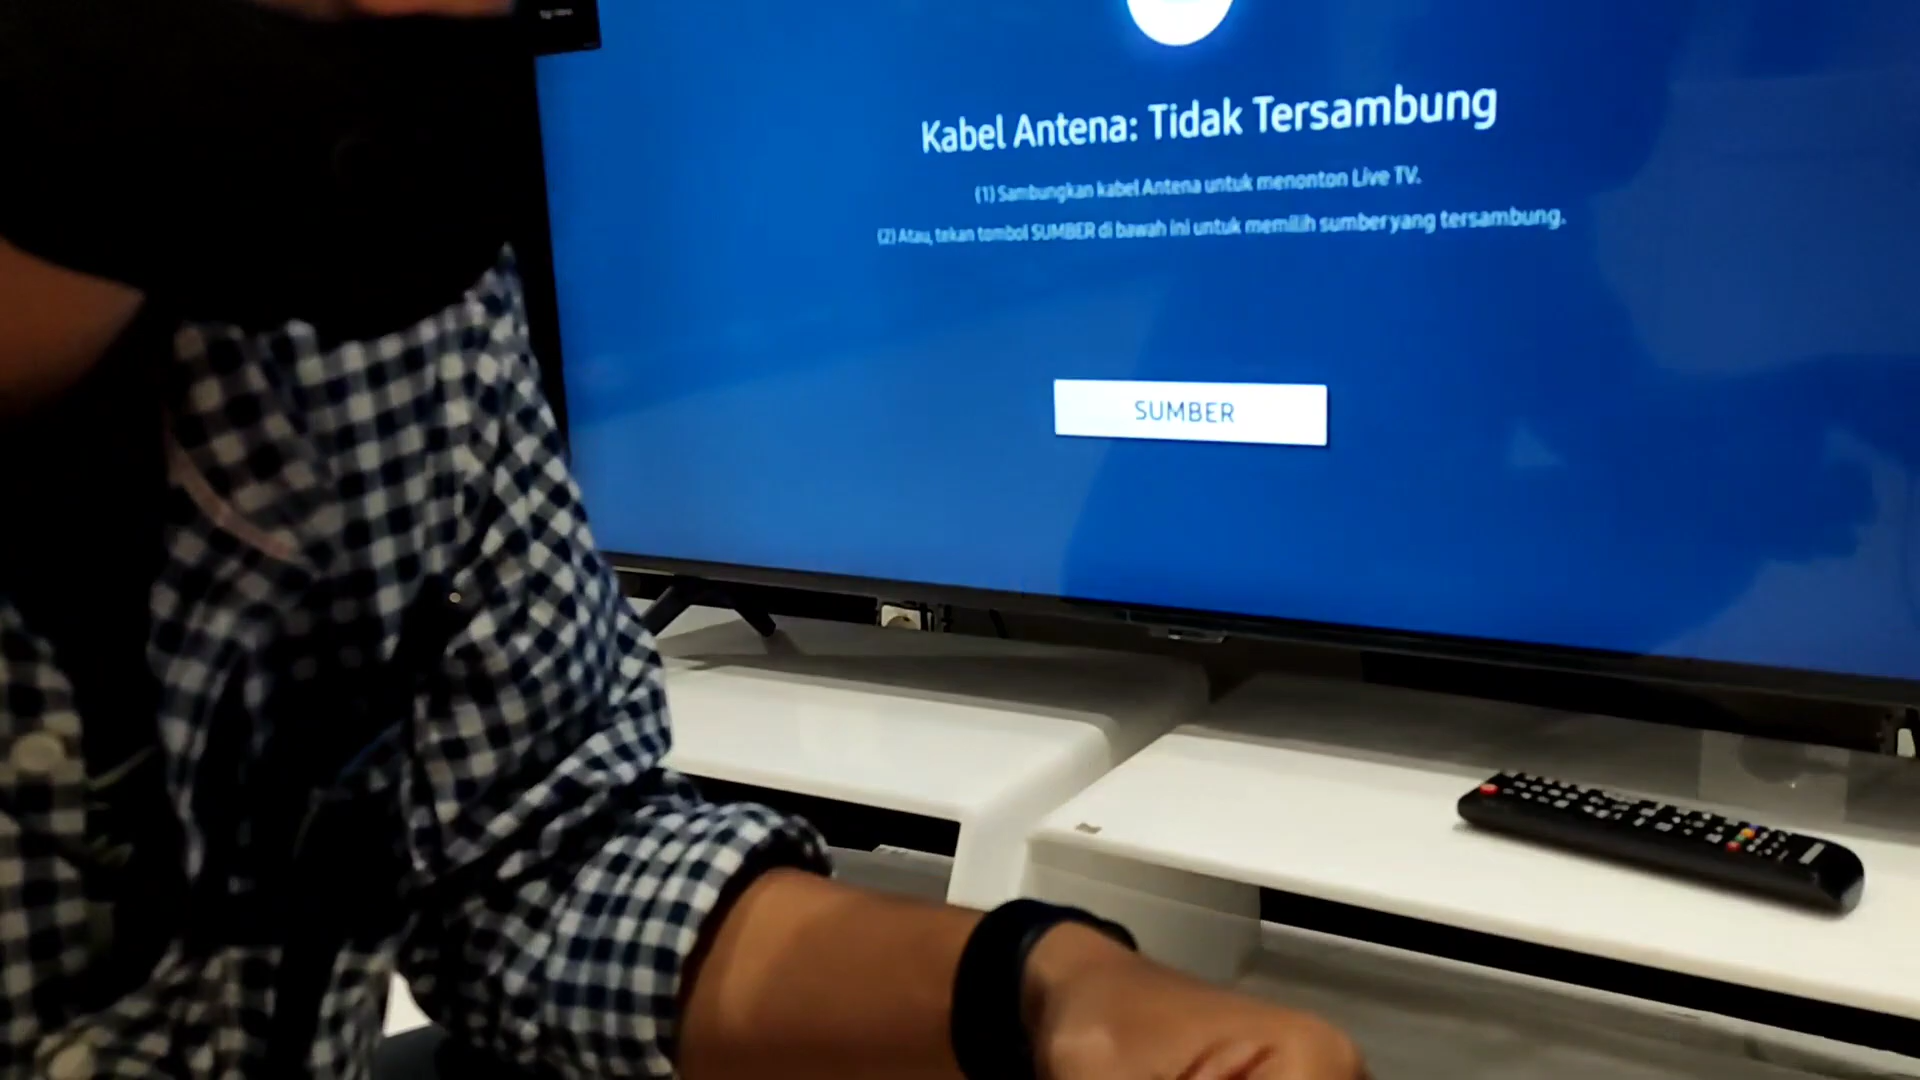 Kabel Antena: Tidak Tersambung
(1) Sambungkan kabel Antena untuk menonton Live TV.
(2) Atau, tekan tombol SUMBER di bawah ini untuk memilih sumber yang tersambung.
SUMBER